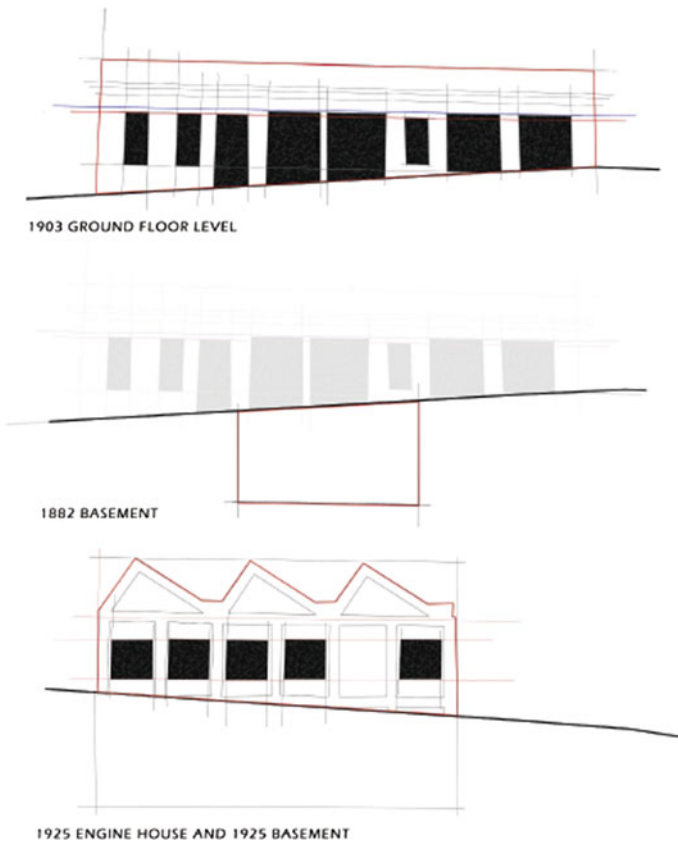 1903 GROUND FLOOR LEVEL
1882 BASEMENT
1925 ENGINE HOUSE AND 1925 BASEMENT